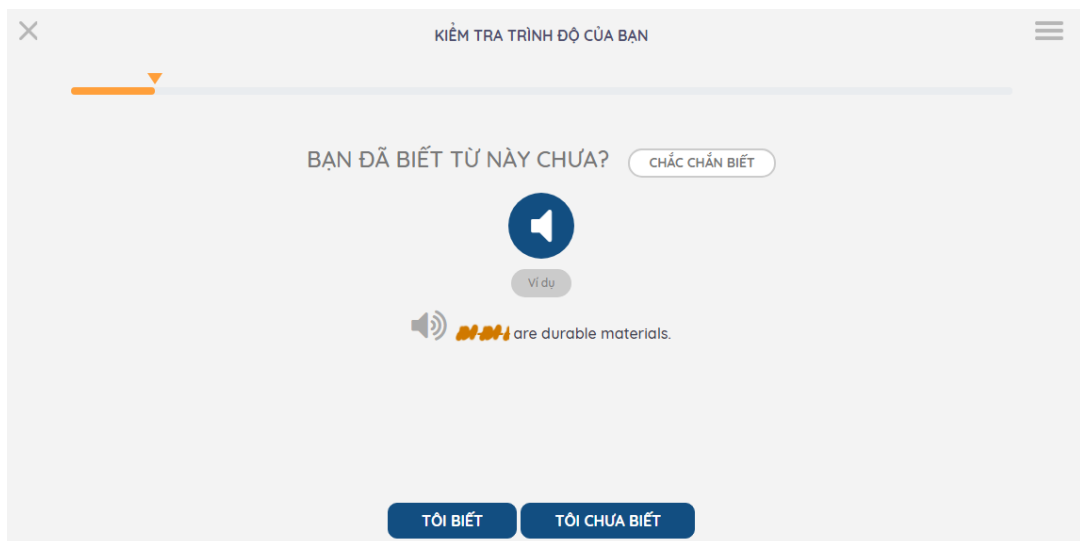 KIỂM TRA TRÌNH ĐỘ CỦA BẠN
BẠN ĐÃ BIẾT TỪ NÀY CHƯA? CHẮC CHẮN BIẾT
Ví dụ
are durable materials.
TÔI BIẾT TÔI CHƯA BIẾT